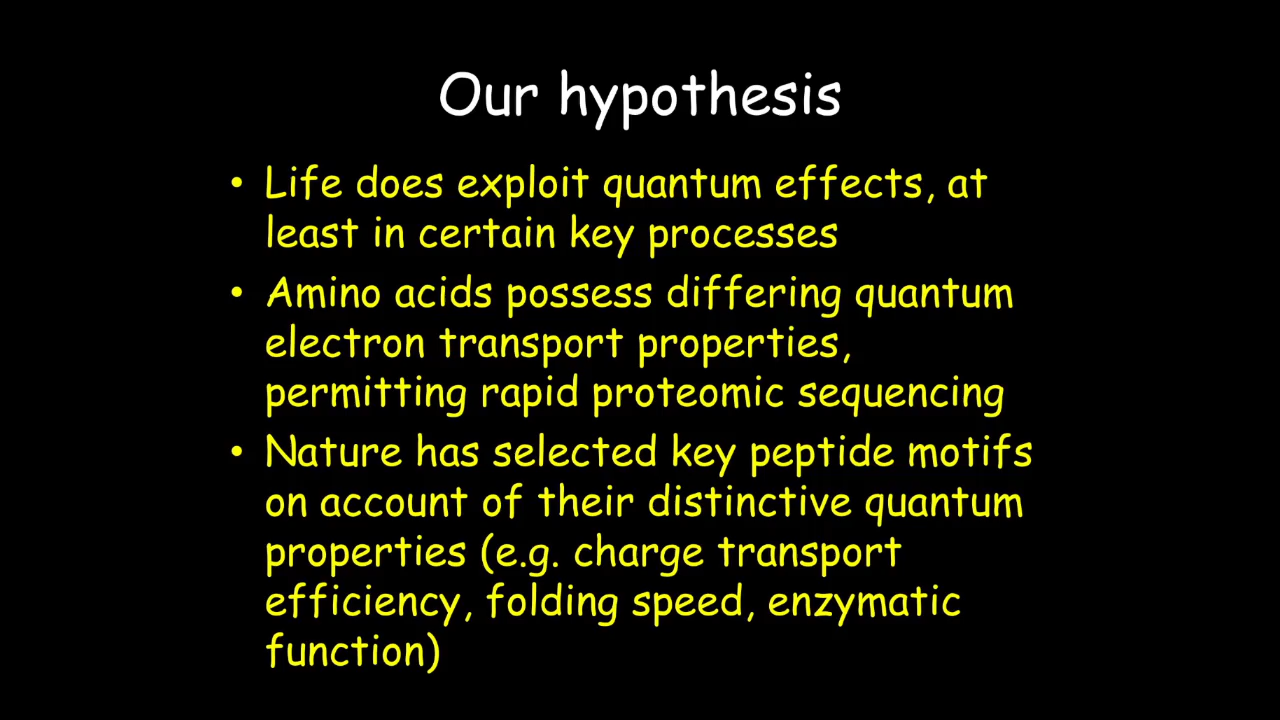 Our hypothesis
• Life does exploit quantum effects, at
least in certain key processes
• Amino acids possess differing quantum
electron transport properties,
permitting rapid proteomic sequencing
• Nature has selected key peptide motifs
on account of their distinctive quantum
properties (e.g. charge transport
efficiency, folding speed, enzymatic
function)